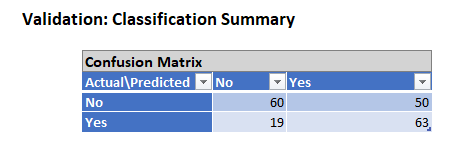 Validation: Classification Summary
Confusion Matrix
Actual\Predicted No Yes
No 60 50
Yes 19 63